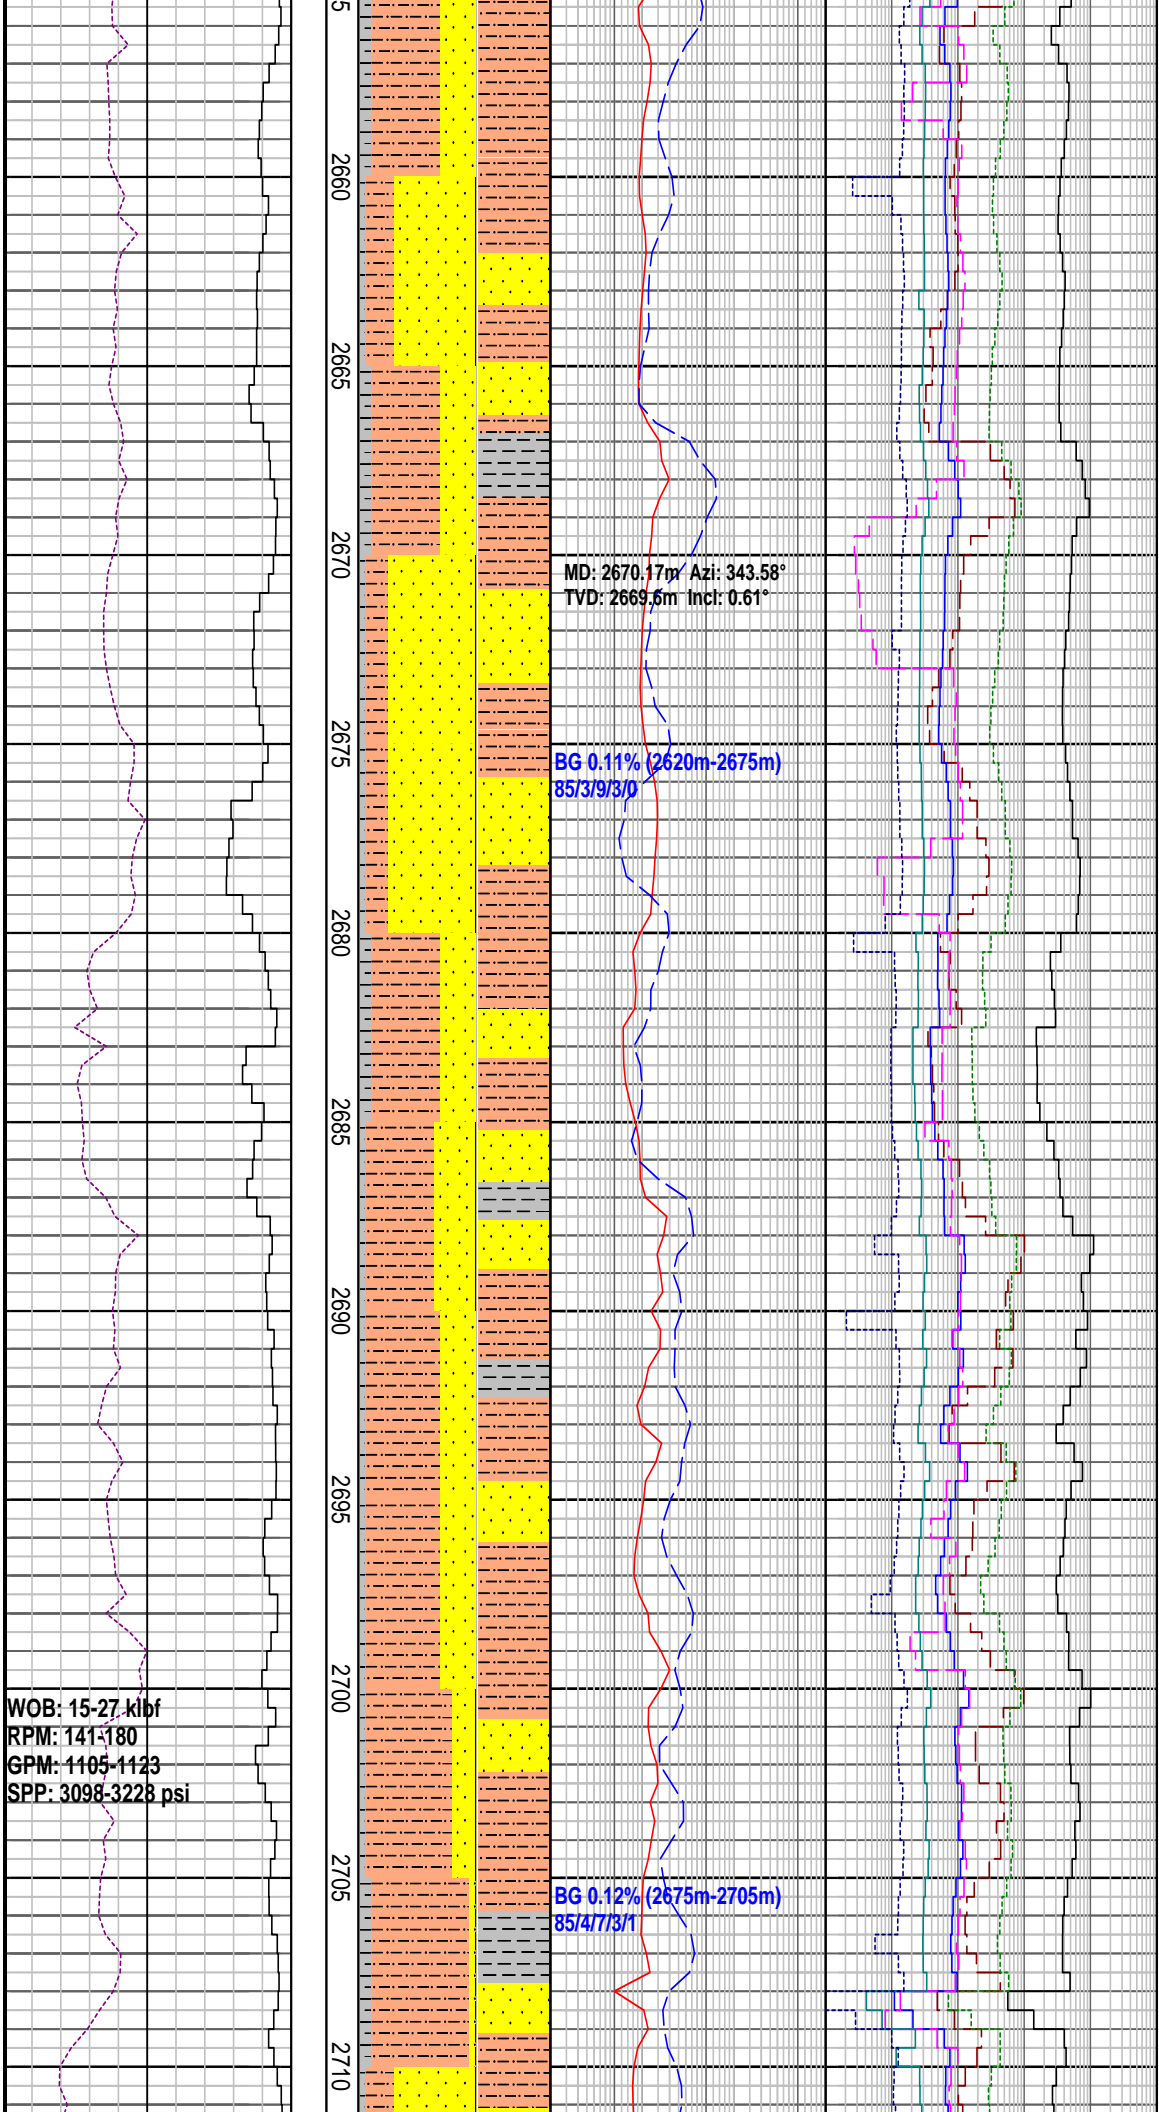 5
2660
2665
2670
MD: 2670.17m Azi: 343.58°
TVD: 2669.6m Incl: 0.61°
2675
BG 0.11% (2620m-2675m)
85/3/9/3/0
2680
2685
2690
2695
2700
WOB: 15-27 klbf
RPM: 141-180
GPM: 1105-1123
SPP: 3098-3228 psi
2705
BG 0.12% (2675m-2705m)
85/4/7/3/1
2710